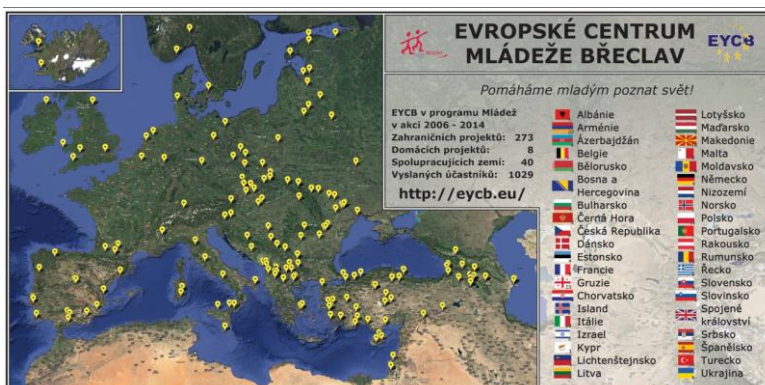 EVROPSKÉ CENTRUM
MLÁDEŽE BŘECLAV
EYCB
Pomáháme mladým poznat svět!
EYCB v programu Mládež
v akci 2006 - 2014
Zahraničních projektů: 273
Domácích projektů: 8
Spolupracujících zemí: 40
Vyslaných účastníků: 1029
http://eycb.eu/
Albánie
Arménie
Ázerbajdžán
Belgie
Bělorusko
Bosna a
Hercegovina
Bulharsko
Černá Hora
Česká Republika
Dánsko
Estonsko
Francie
Gruzie
Chorvatsko
Island
Itálie
Izrael
Kypr
Lichtenštejnsko
Litva
Lotyšsko
Maďarsko
Makedonie
Malta
Moldavsko
Německo
Nizozemí
Norsko
Polsko
Portugalsko
Rakousko
Rumunsko
Řecko
Slovensko
Slovinsko
Spojené
království
Srbsko
Španělsko
Turecko
Ukrajina